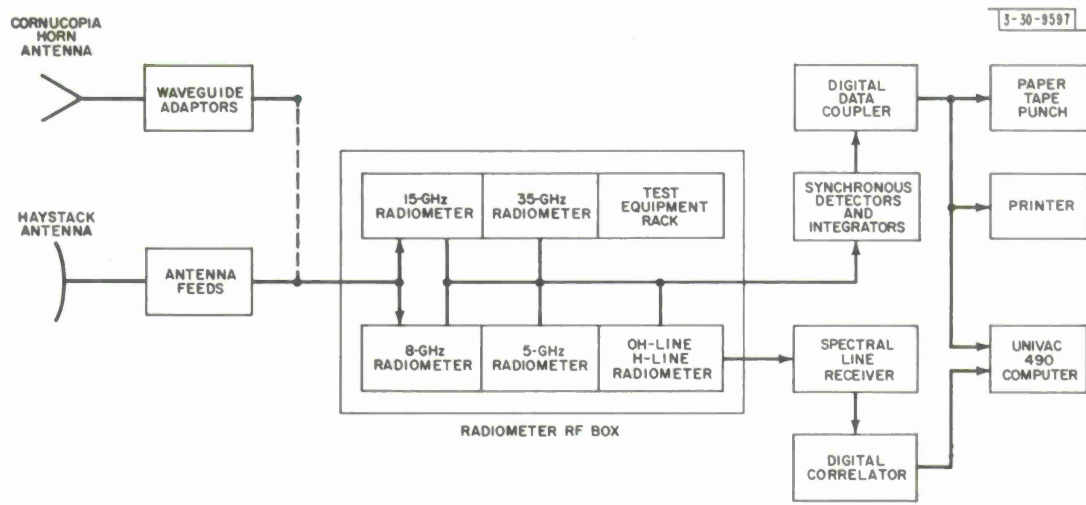 3-30-9597
CORNUCOPIA
HORN
ANTENNA
WAVEGUIDE
ADAPTORS
HAYSTACK
ANTENNA
ANTENNA
FEEDS
15-GHz
RADIOMETER
35-GHz
RADIOMETER
TEST
EQUIPMENT
RACK
8-GHz
RADIOMETER
5-GHz
RADIOMETER
OH-LINE
H-LINE
RADIOMETER
RADIOMETER RF BOX
DIGITAL
DATA
COUPLER
SYNCHRONOUS
DETECTORS
AND
INTEGRATORS
SPECTRAL
LINE
RECEIVER
DIGITAL
CORRELATOR
PAPER
TAPE
PUNCH
PRINTER
UNIVAC
490
COMPUTER